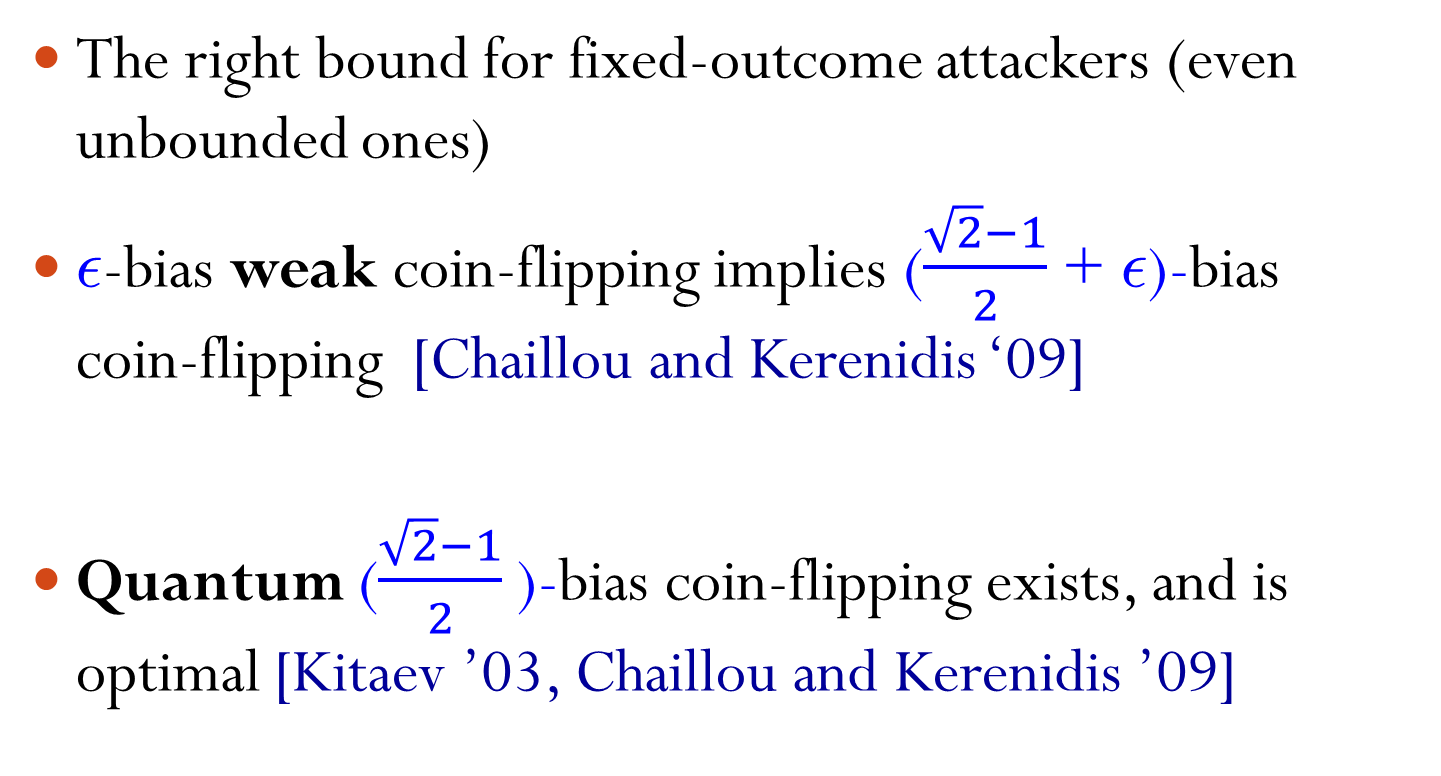 • The right bound for fixed-outcome attackers (even
unbounded ones)
• ϵ-bias weak coin-flipping implies (√2−1/2 + ϵ)-bias
coin-flipping [Chaillou and Kerenidis ‘09]
• Quantum (√2−1/2 )-bias coin-flipping exists, and is
optimal [Kitaev ’03, Chaillou and Kerenidis ’09]